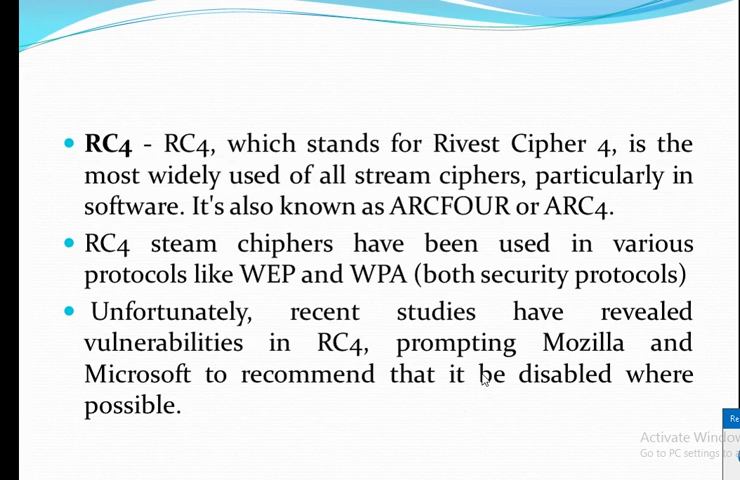 RC4 - RC4, which stands for Rivest Cipher 4, is the
most widely used of all stream ciphers, particularly in
software. It's also known as ARCFOUR or ARC4.
RC4 steam chiphers have been used in various
protocols like WEP and WPA (both security protocols)
Unfortunately, recent studies have revealed
vulnerabilities in RC4, prompting Mozilla and
Microsoft to recommend that it be disabled where
possible.
Re
Activate Window
Go to PC settings to a